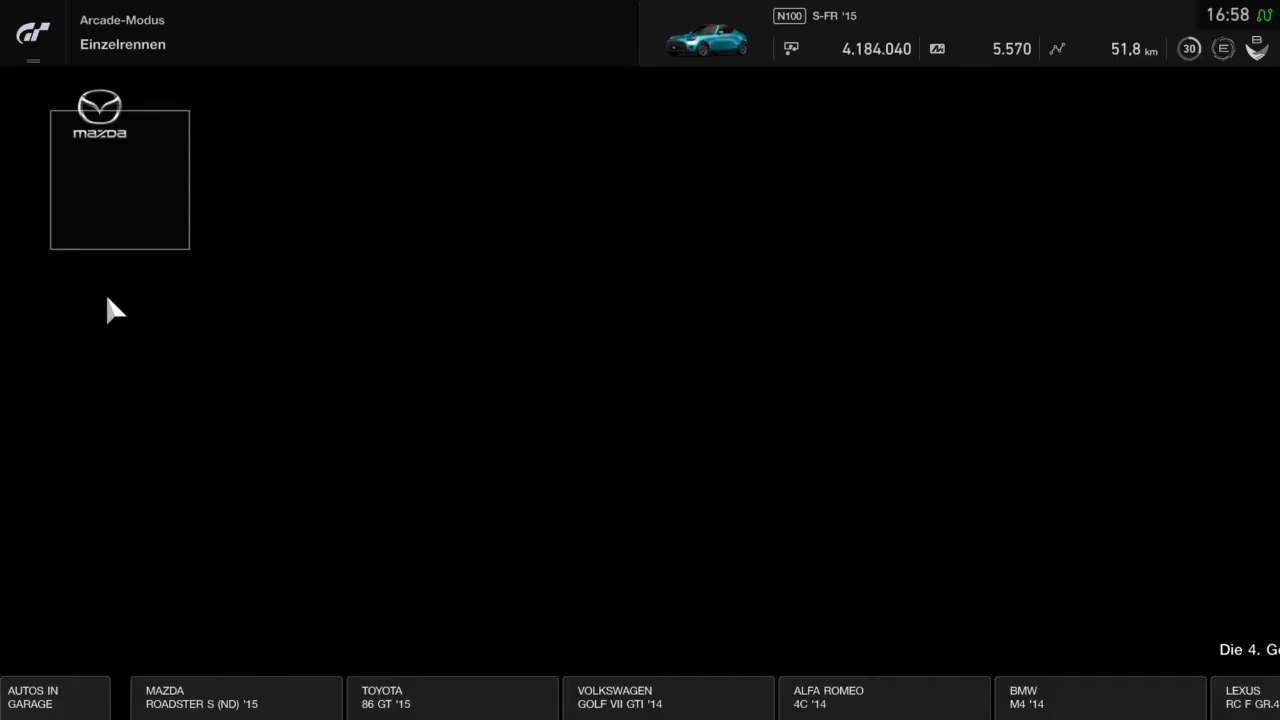 Arcade-Modus
Einzelrennen
N100 S-FR '15
4.184.040
5.570
51,8 km
30
E
B
16:58
mazda
Die 4. Ge
AUTOS IN
GARAGE
MAZDA
ROADSTER S (ND) '15
TOYOTA
86 GT '15
VOLKSWAGEN
GOLF VII GTI '14
ALFA ROMEO
4C '14
BMW
M4 '14
LEXUS
RC F GR.4